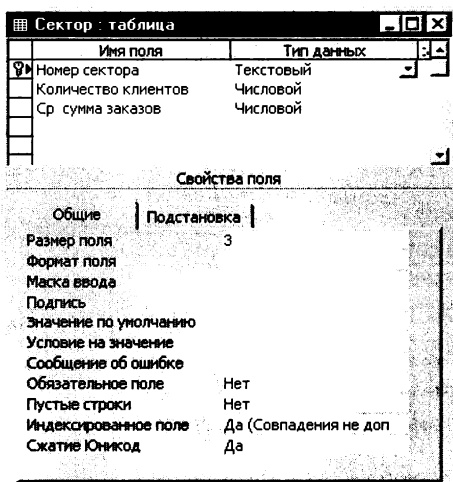 Сектор : таблица
Имя поля Тип данных
Номер сектора Текстовый
Количество клиентов Числовой
Ср сумма заказов Числовой
Свойства поля
Общие Подстановка
Размер поля 3
Формат поля
Маска ввода
Подпись
Значение по умолчанию
Условие на значение
Сообщение об ошибке
Обязательное поле Нет
Пустые строки Нет
Индексированное поле Да (Совпадения не доп
Сжатие Юникод Да